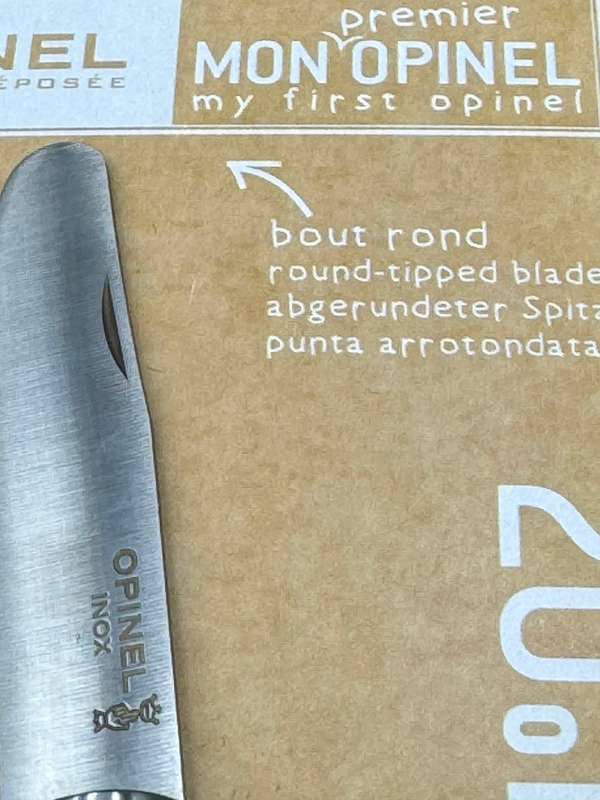 NEL
ÉPOSÉE
premier
MON OPINEL
my first opinel
bout rond
round-tipped blade
abgerundeter Spitz
punta arrotondata
OPINEL
INOX
N°